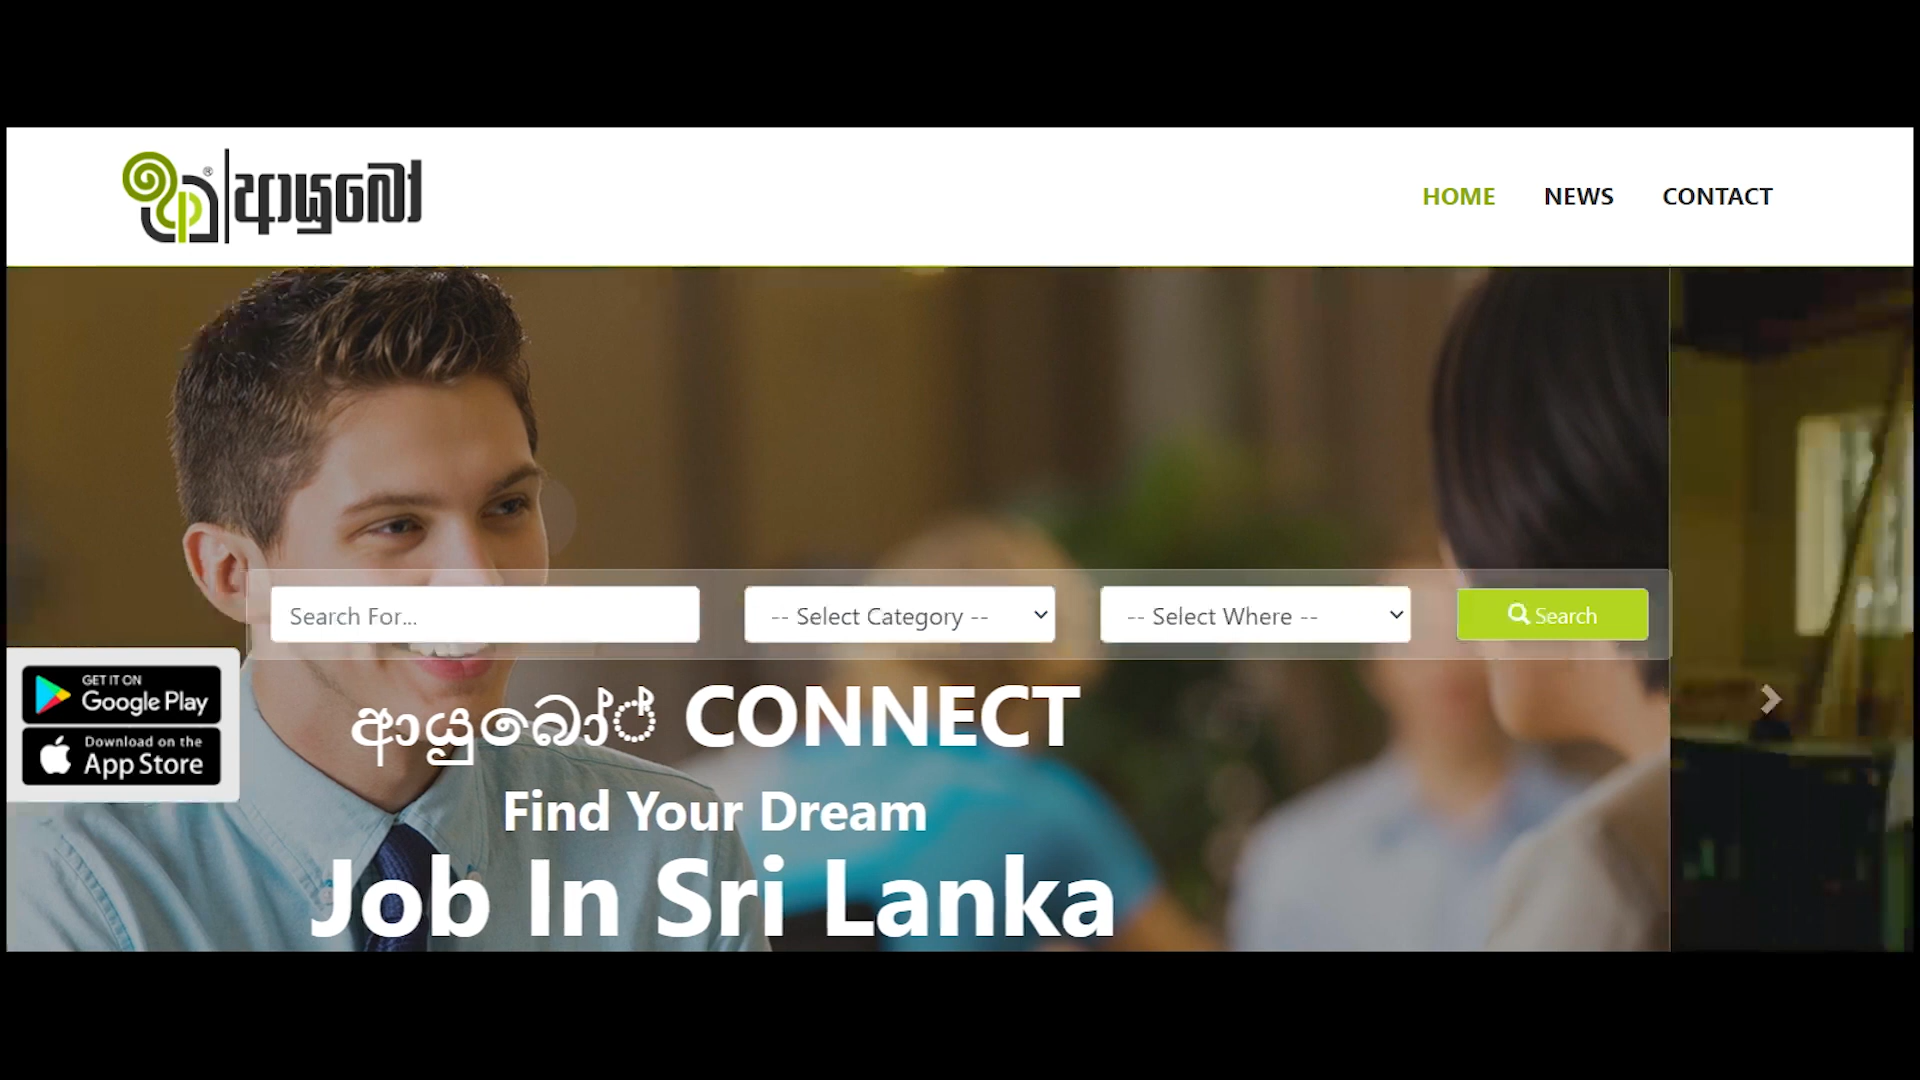 ආයුබෝ
HOME NEWS CONTACT
Search For...
-- Select Category --
-- Select Where --
Search
GET IT ON
Google Play
Download on the
App Store
ආයුබෝ්‍ CONNECT
Find Your Dream
Job In Sri Lanka